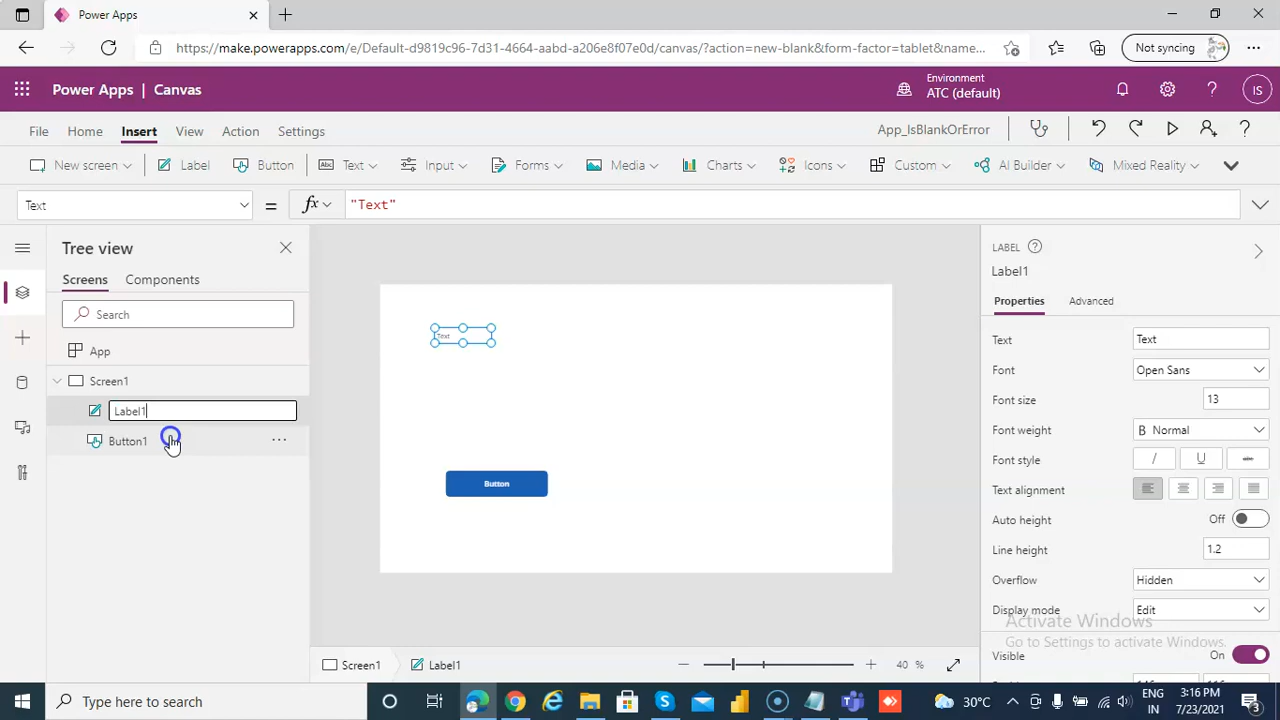 Power Apps
https://make.powerapps.com/e/Default-d9819c96-7d31-4664-aabd-a206e8f07e0d/canvas/?action=new-blank&form-factor=tablet&name...
Not syncing
Power Apps | Canvas
Environment
ATC (default)
IS
File Home Insert View Action Settings
App_IsBlankOrError
New screen Label Button Text Input Forms Media Charts Icons Custom AI Builder Mixed Reality
Text = fx "Text"
Tree view
Screens Components
Search
App
Screen1
Label1
Button1
Text
Button
LABEL
Label1
Properties Advanced
Text Text
Font Open Sans
Font size 13
Font weight B Normal
Font style
Text alignment
Auto height Off
Line height 1.2
Overflow Hidden
Display mode Edit
Activate Windows
Go to Settings to activate Windows.
Visible On
Screen1 Label1 40 %
Type here to search
30°C
ENG
IN
3:16 PM
7/23/2021
3